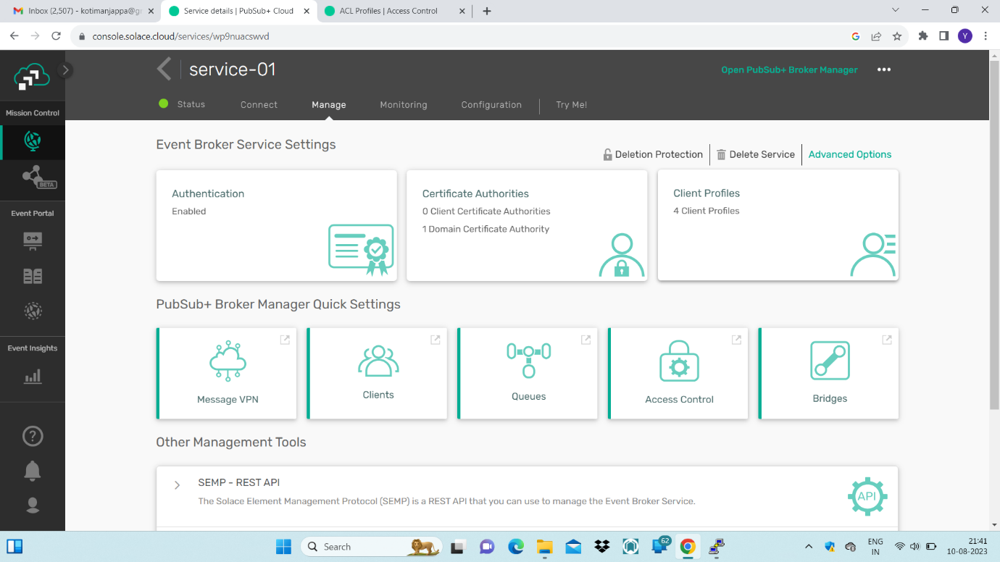 Inbox (2,507) - kotimanjappa@gr
Service details | PubSub+ Cloud
ACL Profiles | Access Control
console.solace.cloud/services/wp9nuacswvd
Y
service-01
Open PubSub+ Broker Manager
Status
Connect
Manage
Monitoring
Configuration
Try Me!
Mission Control
BETA
Event Portal
Event Insights
Event Broker Service Settings
Deletion Protection
Delete Service
Advanced Options
Authentication
Enabled
Certificate Authorities
0 Client Certificate Authorities
1 Domain Certificate Authority
Client Profiles
4 Client Profiles
PubSub+ Broker Manager Quick Settings
Message VPN
Clients
Queues
Access Control
Bridges
Other Management Tools
SEMP - REST API
The Solace Element Management Protocol (SEMP) is a REST API that you can use to manage the Event Broker Service.
API
Search
62
ENG
IN
21:41
10-08-2023